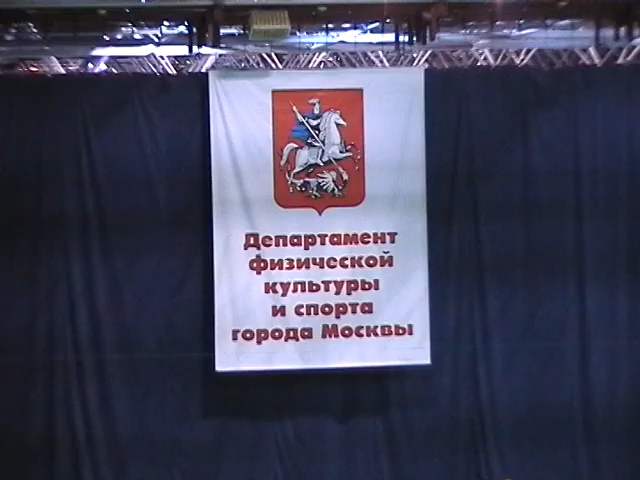 Департамент
физической
культуры
и спорта
города Москвы